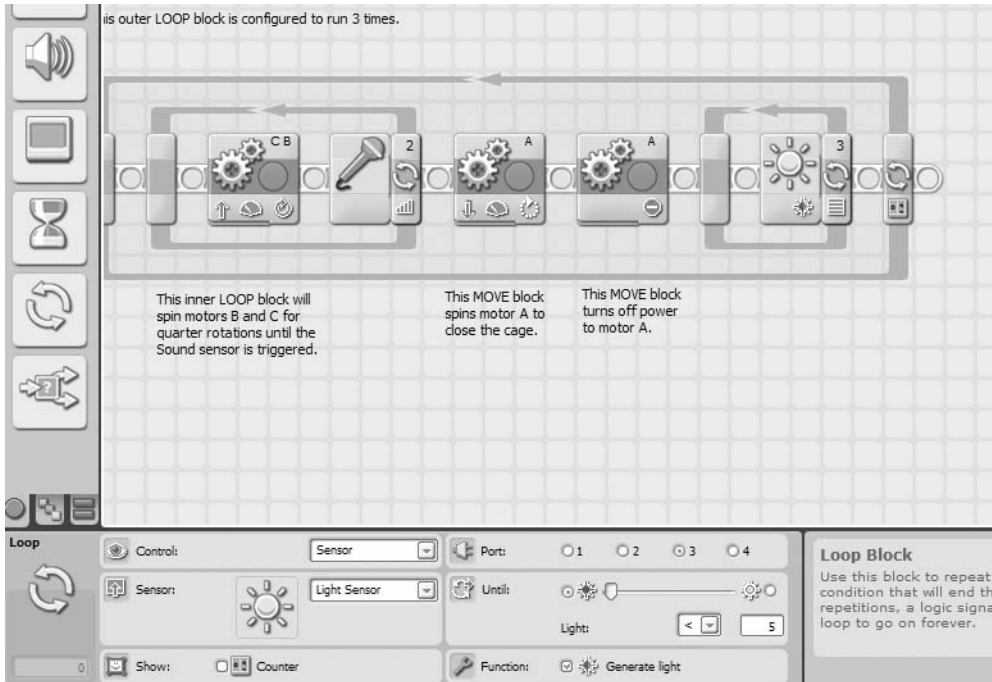 is outer LOOP block is configured to run 3 times.
C B
2
A
A
3
This inner LOOP block will
spin motors B and C for
quarter rotations until the
Sound sensor is triggered.
This MOVE block
spins motor A to
close the cage.
This MOVE block
turns off power
to motor A.
Loop
0
Control:
Sensor
Sensor:
Light Sensor
Show:
Counter
Port:
1 2 3 4
Until:
Light:
< 5
Function:
Generate light
Loop Block
Use this block to repeat
condition that will end th
repetitions, a logic signa
loop to go on forever.